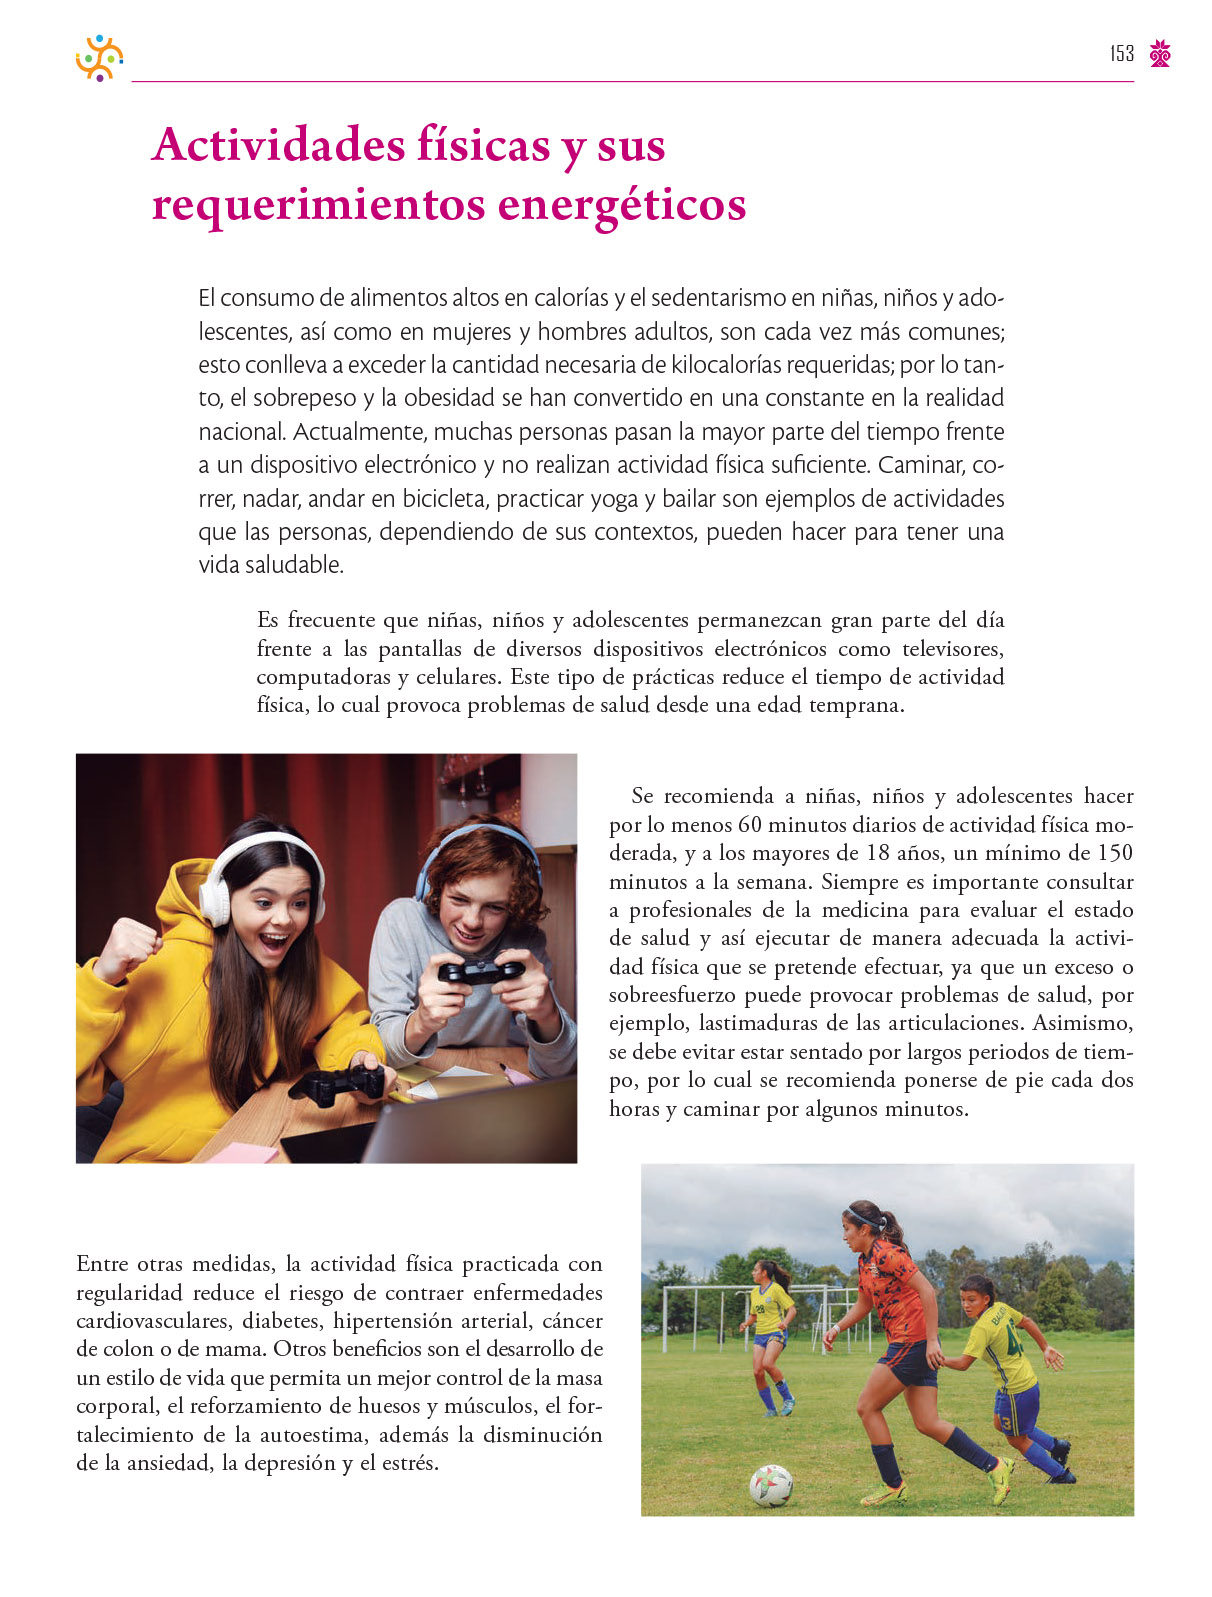 153
Actividades físicas y sus
requerimientos energéticos
El consumo de alimentos altos en calorías y el sedentarismo en niñas, niños y ado-
lescentes, así como en mujeres y hombres adultos, son cada vez más comunes;
esto conlleva a exceder la cantidad necesaria de kilocalorías requeridas; por lo tan-
to, el sobrepeso y la obesidad se han convertido en una constante en la realidad
nacional. Actualmente, muchas personas pasan la mayor parte del tiempo frente
a un dispositivo electrónico y no realizan actividad física suficiente. Caminar, co-
rrer, nadar, andar en bicicleta, practicar yoga y bailar son ejemplos de actividades
que las personas, dependiendo de sus contextos, pueden hacer para tener una
vida saludable.
Es frecuente que niñas, niños y adolescentes permanezcan gran parte del día
frente a las pantallas de diversos dispositivos electrónicos como televisores,
computadoras y celulares. Este tipo de prácticas reduce el tiempo de actividad
física, lo cual provoca problemas de salud desde una edad temprana.
Se recomienda a niñas, niños y adolescentes hacer
por lo menos 60 minutos diarios de actividad física mo-
derada, y a los mayores de 18 años, un mínimo de 150
minutos a la semana. Siempre es importante consultar
a profesionales de la medicina para evaluar el estado
de salud y así ejecutar de manera adecuada la activi-
dad física que se pretende efectuar, ya que un exceso o
sobreesfuerzo puede provocar problemas de salud, por
ejemplo, lastimaduras de las articulaciones. Asimismo,
se debe evitar estar sentado por largos periodos de tiem-
po, por lo cual se recomienda ponerse de pie cada dos
horas y caminar por algunos minutos.
Entre otras medidas, la actividad física practicada con
regularidad reduce el riesgo de contraer enfermedades
cardiovasculares, diabetes, hipertensión arterial, cáncer
de colon o de mama. Otros beneficios son el desarrollo de
un estilo de vida que permita un mejor control de la masa
corporal, el reforzamiento de huesos y músculos, el for-
talecimiento de la autoestima, además la disminución
de la ansiedad, la depresión y el estrés.
28